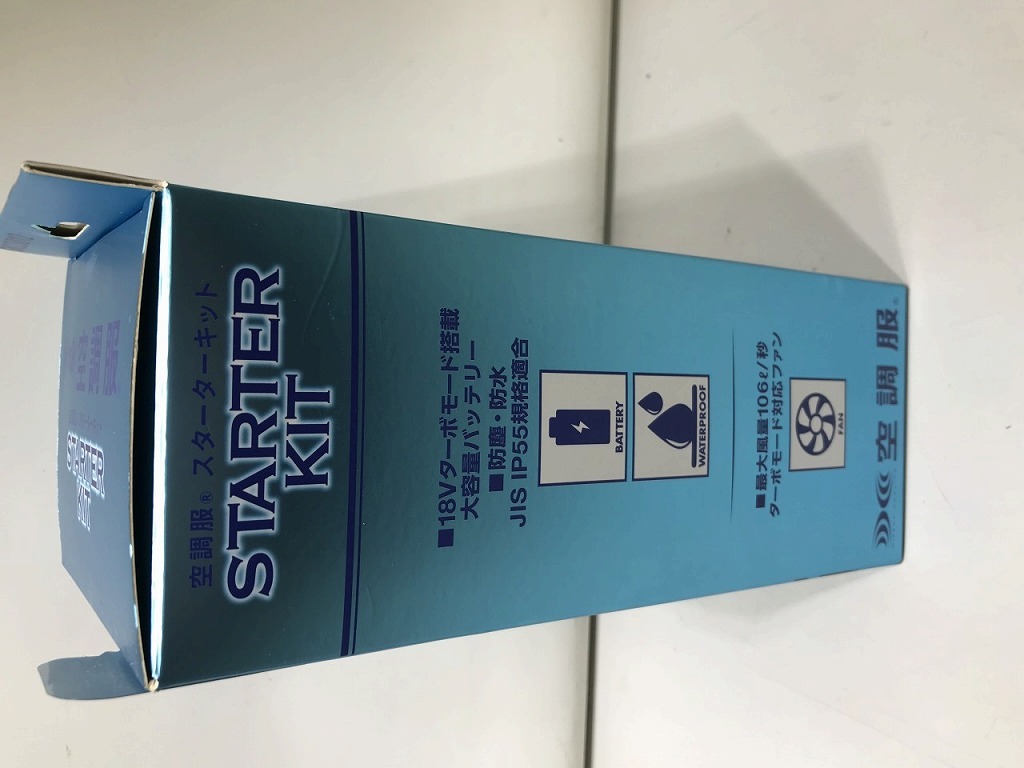 空調服® スターターキット
STARTER
KIT
■18Vターボモード搭載
大容量バッテリー
■防塵・防水
JIS IP55規格適合
BATTERY
WATERPROOF
■最大風量106ℓ/秒
ターボモード対応ファン
FAN
空調服®
STARTER
KIT